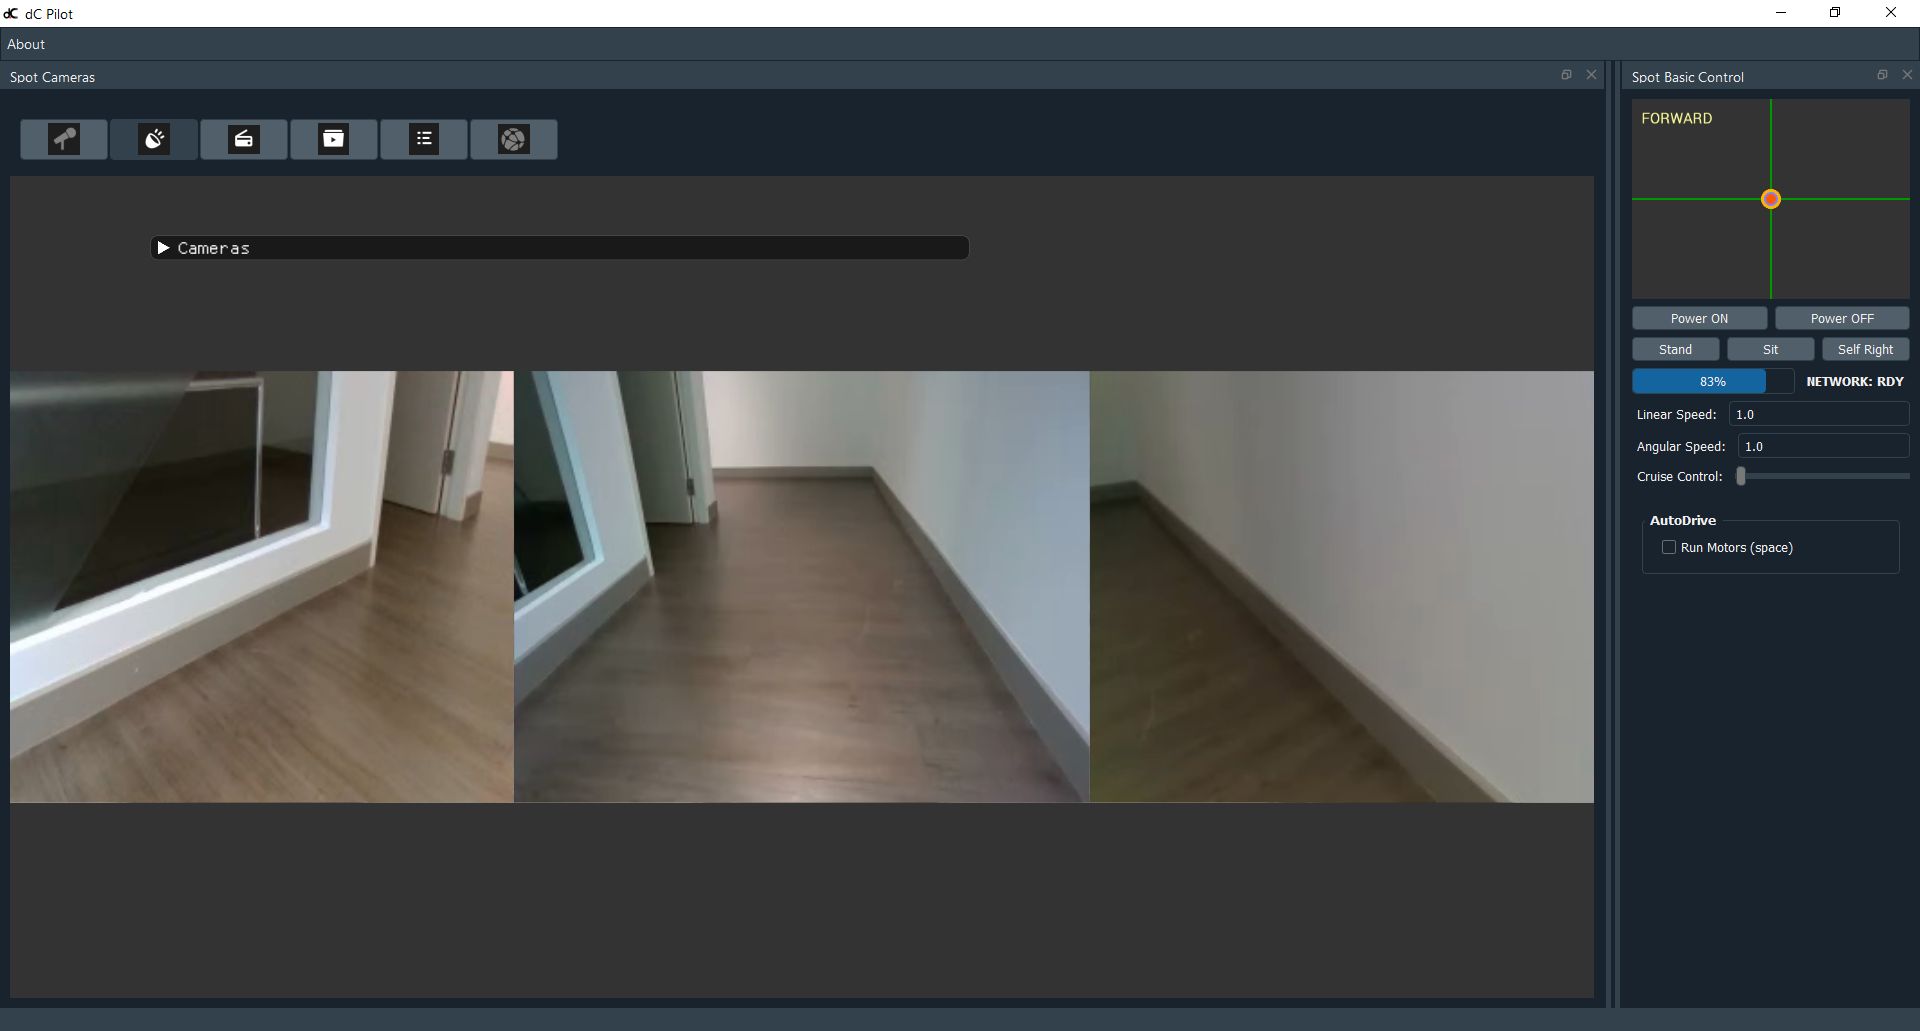 dC dC Pilot
About
Spot Cameras
Cameras
Spot Basic Control
FORWARD
Power ON Power OFF
Stand Sit Self Right
83% NETWORK: RDY
Linear Speed: 1.0
Angular Speed: 1.0
Cruise Control:
AutoDrive
Run Motors (space)